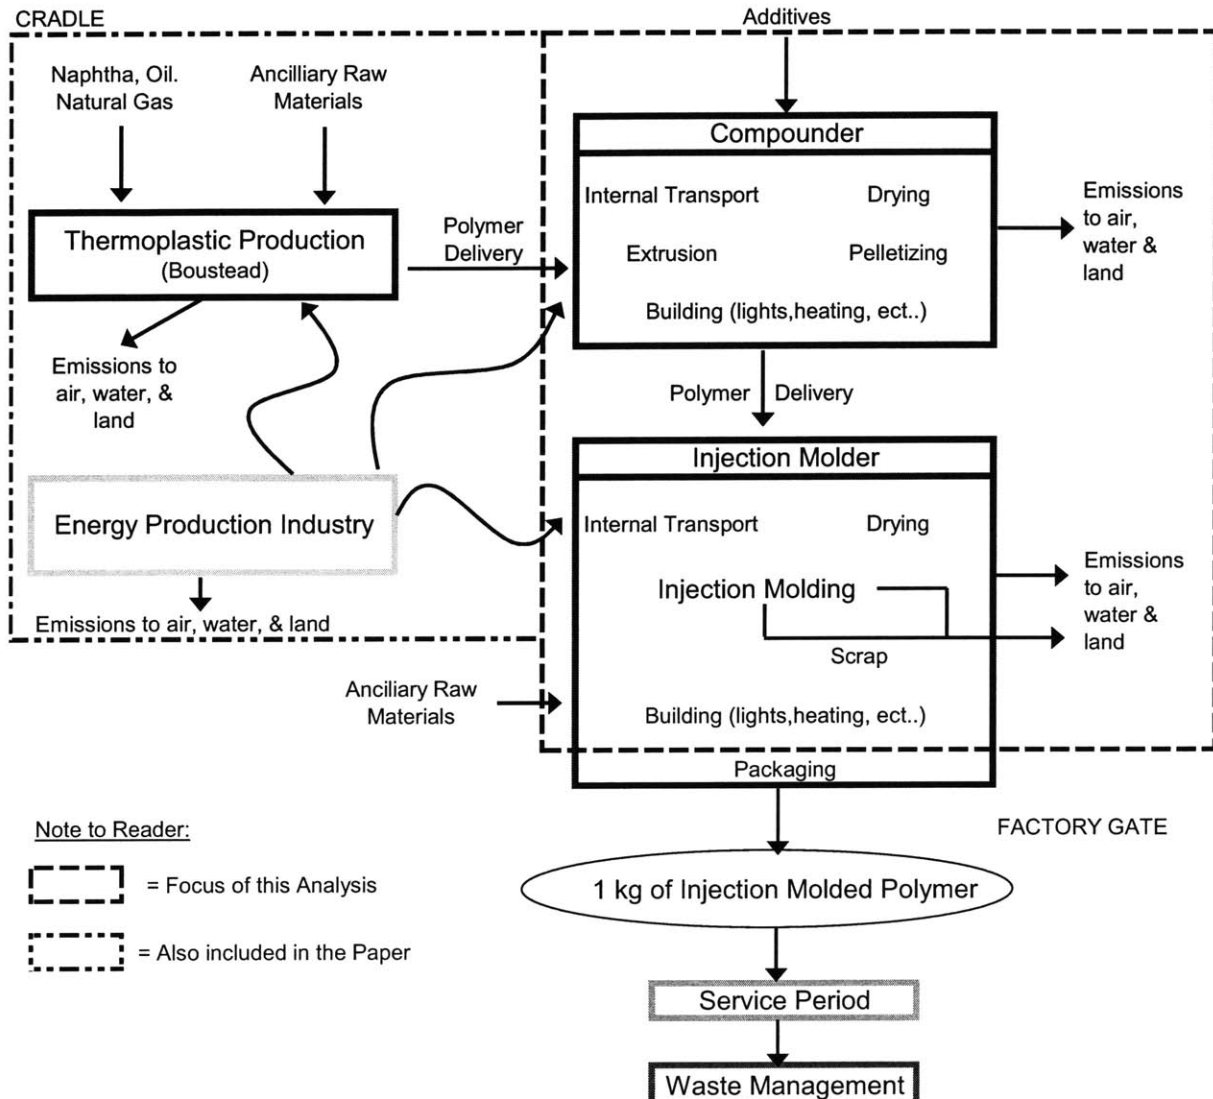 CRADLE
Additives
Naphtha, Oil.
Natural Gas
Ancilliary Raw
Materials
Thermoplastic Production
(Boustead)
Polymer
Delivery
Emissions to
air, water, &
land
Energy Production Industry
Emissions to air, water, & land
Compounder
Internal Transport
Drying
Extrusion
Pelletizing
Building (lights,heating, ect..)
Emissions
to air,
water &
land
Polymer Delivery
Injection Molder
Internal Transport
Drying
Injection Molding
Scrap
Emissions
to air,
water &
land
Ancilliary Raw
Materials
Building (lights,heating, ect..)
Packaging
FACTORY GATE
Note to Reader:
= Focus of this Analysis
= Also included in the Paper
1 kg of Injection Molded Polymer
Service Period
Waste Management